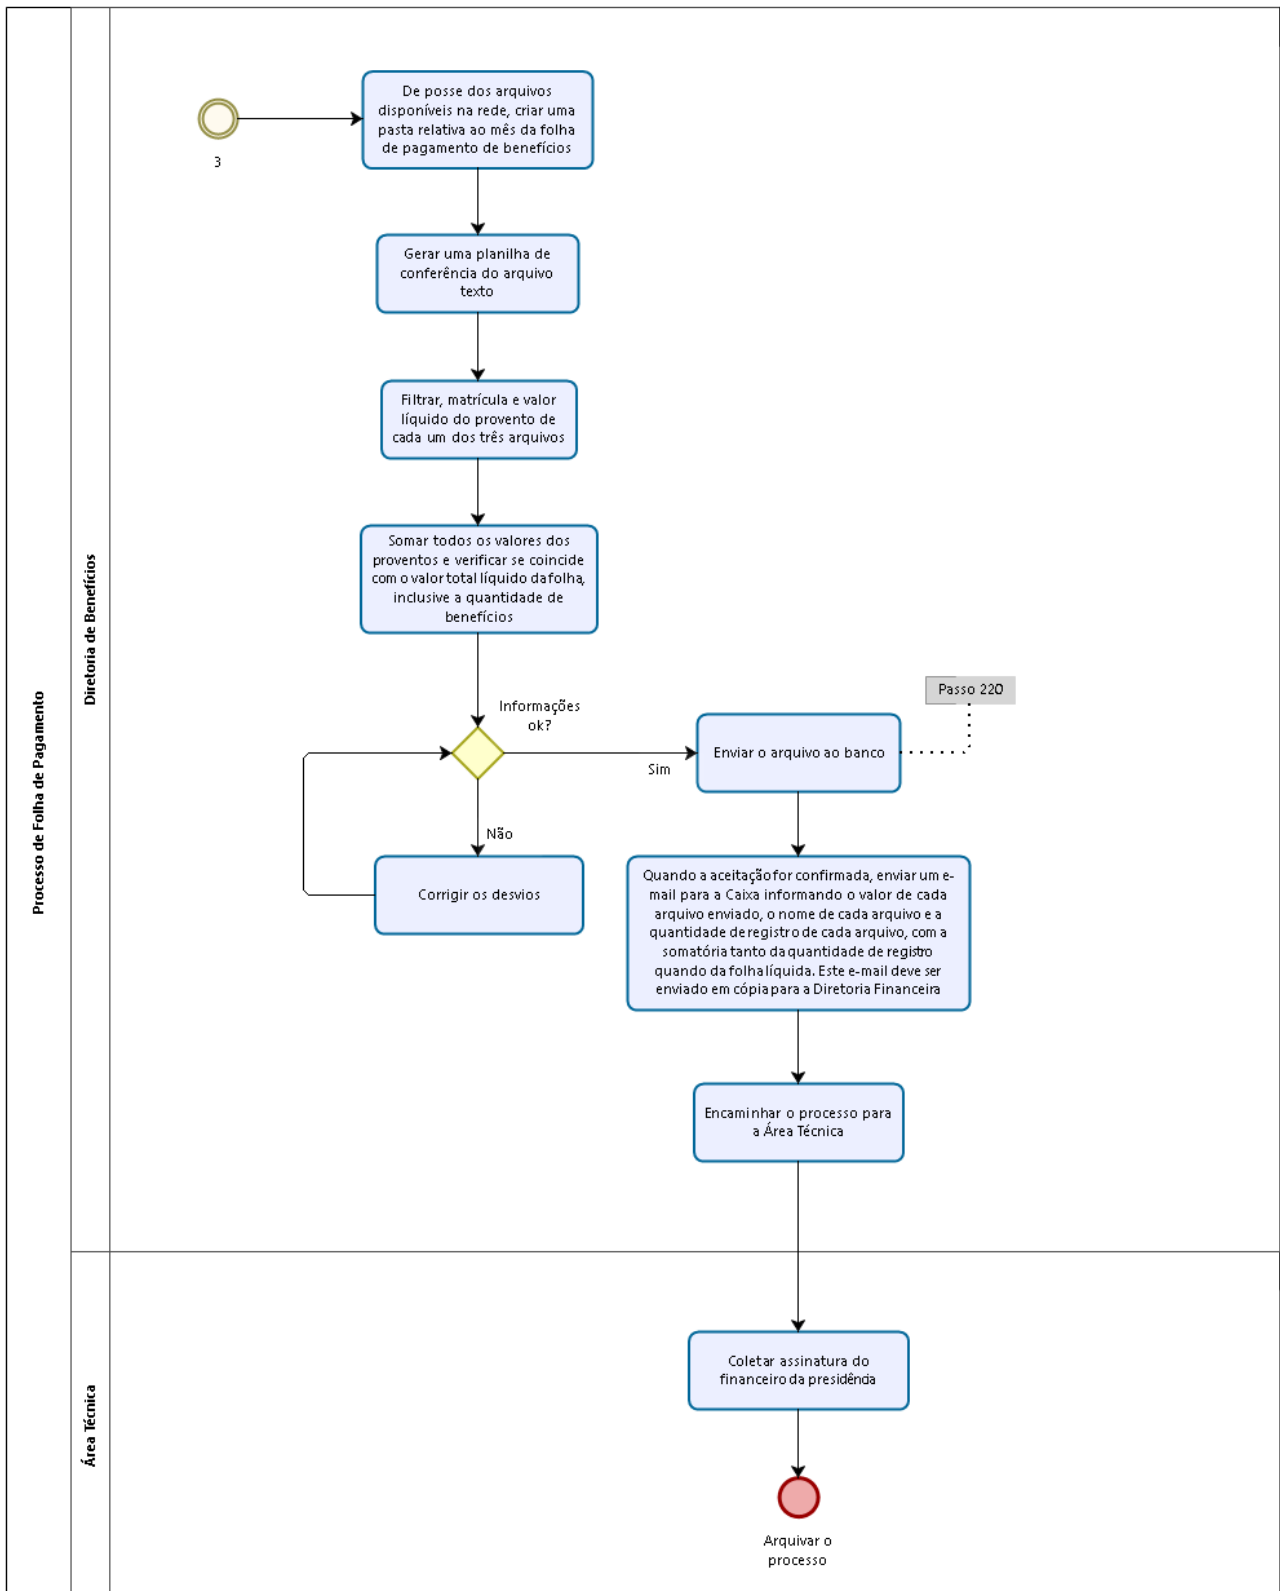 Processo de Folha de Pagamento
Diretoria de Benefícios
3
De posse dos arquivos
disponíveis na rede, criar uma
pasta relativa ao mês da folha
de pagamento de benefícios
Gerar uma planilha de
conferência do arquivo
texto
Filtrar, matrícula e valor
líquido do provento de
cada um dos três arquivos
Somar todos os valores dos
proventos e verificar se coincide
com o valor total líquido da folha,
inclusive a quantidade de
benefícios
Informações
ok?
Sim
Não
Corrigir os desvios
Passo 220
Enviar o arquivo ao banco
Quando a aceitação for confirmada, enviar um e-
mail para a Caixa informando o valor de cada
arquivo enviado, o nome de cada arquivo e a
quantidade de registro de cada arquivo, com a
somatória tanto da quantidade de registro
quando da folha líquida. Este e-mail deve ser
enviado em cópia para a Diretoria Financeira
Encaminhar o processo para
a Área Técnica
Área Técnica
Coletar assinatura do
financeiro da presidência
Arquivar o
processo